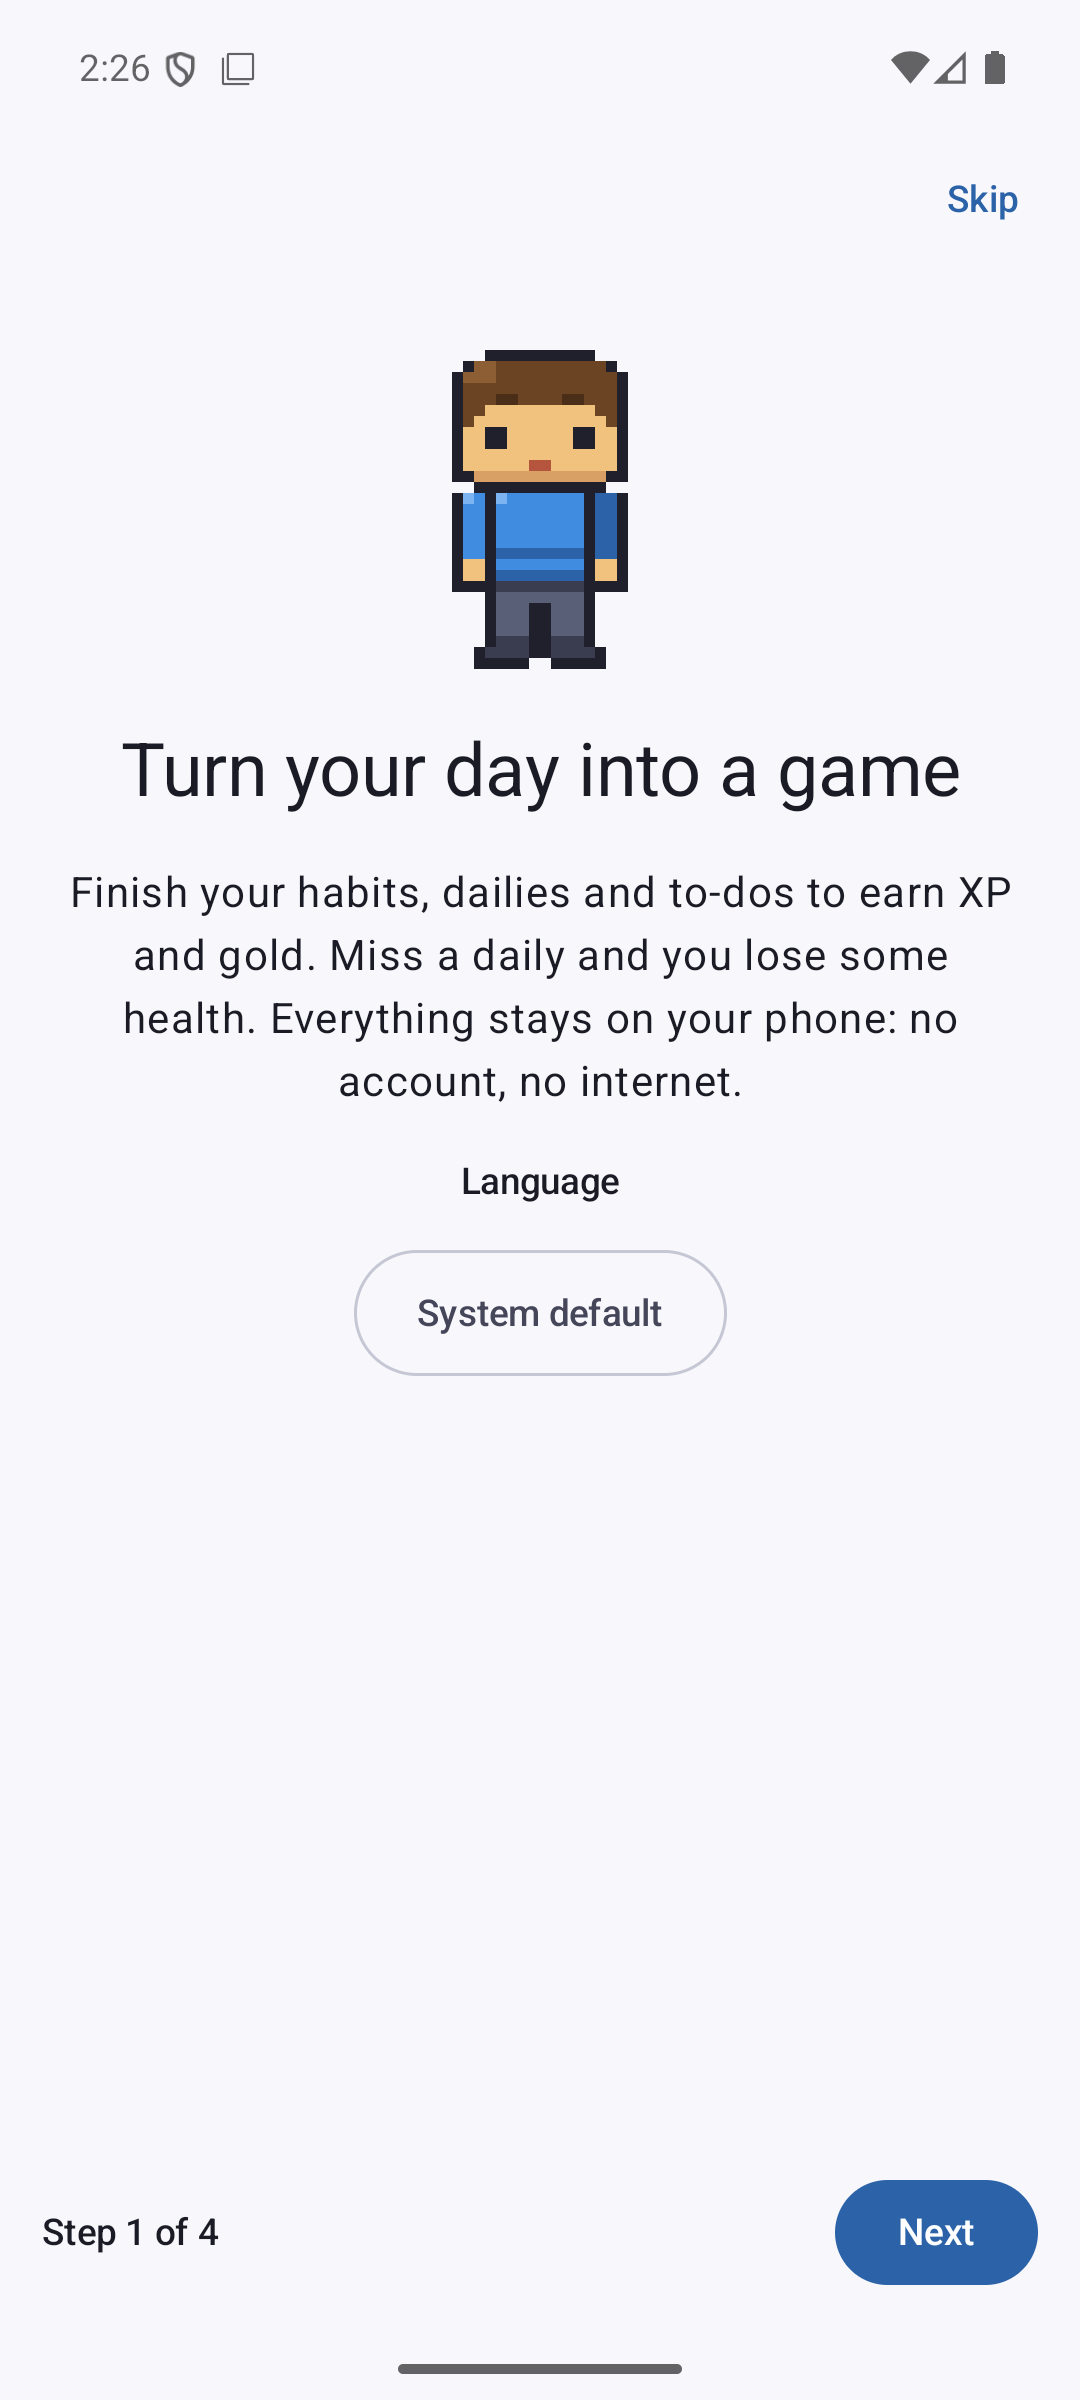 2:26
Skip
Turn your day into a game
Finish your habits, dailies and to-dos to earn XP
and gold. Miss a daily and you lose some
health. Everything stays on your phone: no
account, no internet.
Language
System default
Step 1 of 4
Next